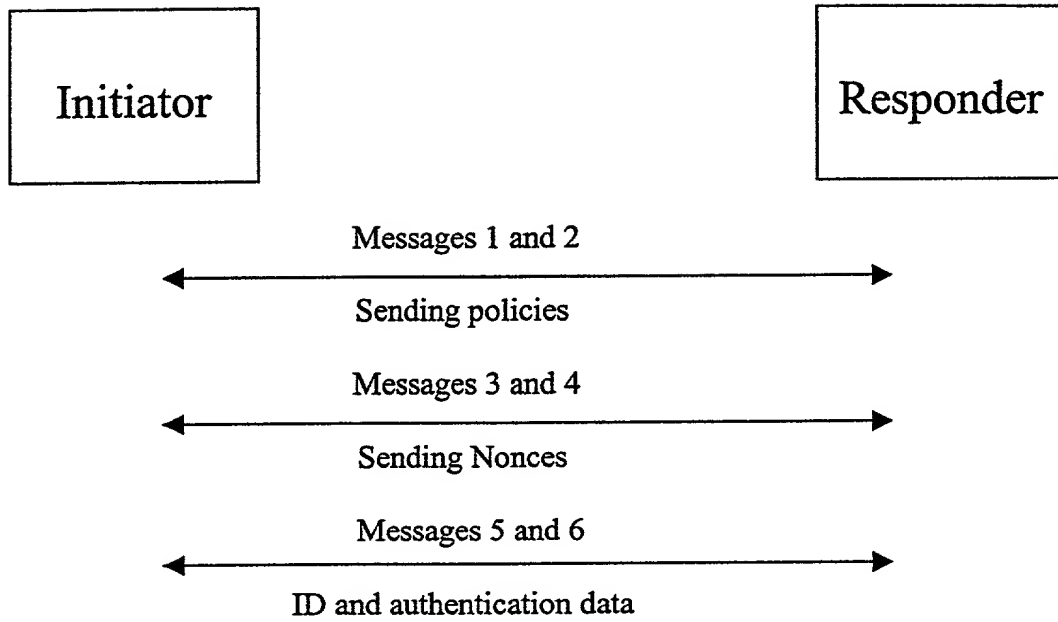 Initiator
Responder
Messages 1 and 2
Sending policies
Messages 3 and 4
Sending Nonces
Messages 5 and 6
ID and authentication data